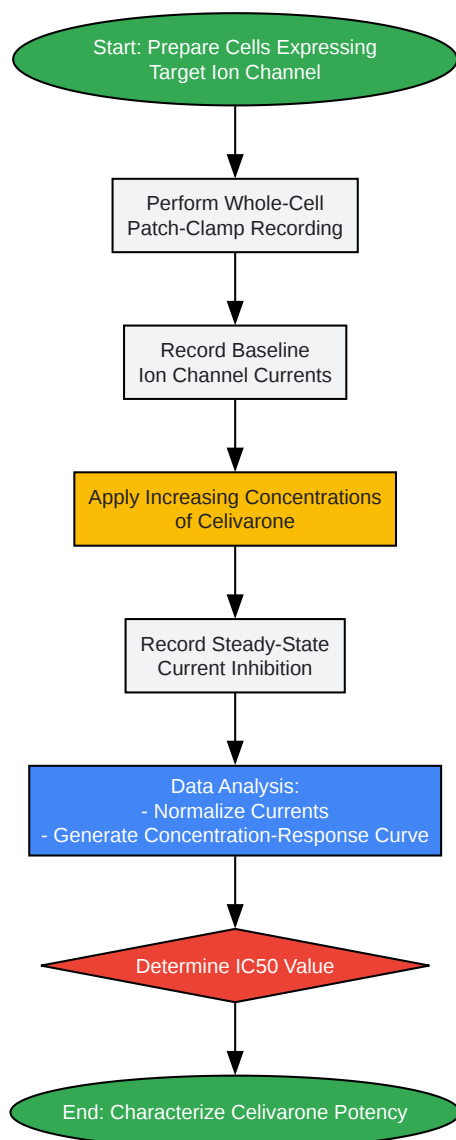 Start: Prepare Cells Expressing
Target Ion Channel
Perform Whole-Cell
Patch-Clamp Recording
Record Baseline
Ion Channel Currents
Apply Increasing Concentrations
of Celivarone
Record Steady-State
Current Inhibition
Data Analysis:
- Normalize Currents
- Generate Concentration-Response Curve
Determine IC50 Value
End: Characterize Celivarone Potency